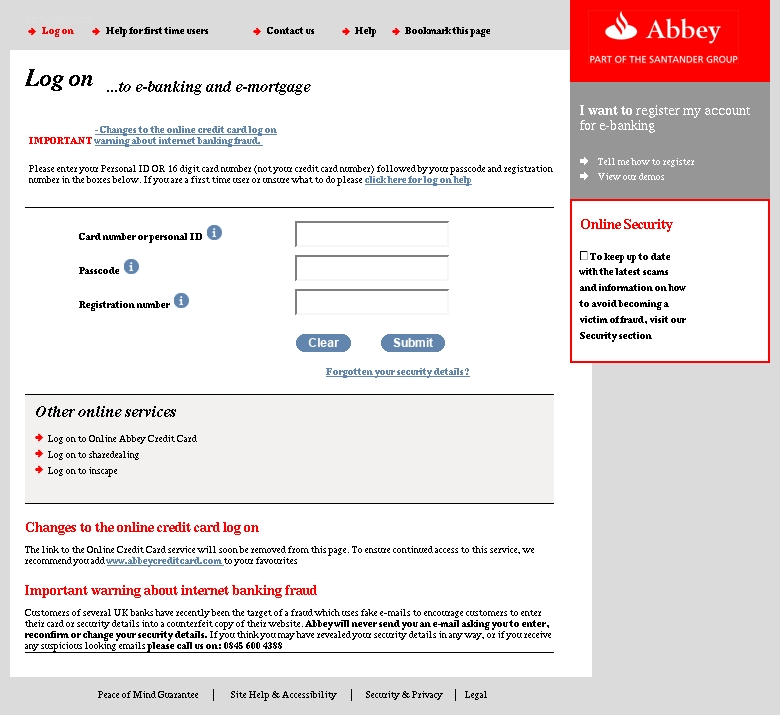 Log on
Help for first time users
Contact us
Help
Bookmark this page
Abbey
PART OF THE SANTANDER GROUP
Log on ...to e-banking and e-mortgage
I want to register my account
for e-banking
Tell me how to register
View our demos
- Changes to the online credit card log on
IMPORTANT warning about internet banking fraud.
Please enter your Personal ID OR 16 digit card number (not your credit card number) followed by your passcode and registration
number in the boxes below. If you are a first time user or unsure what to do please click here for log on help
Online Security
To keep up to date
with the latest scams
and information on how
to avoid becoming a
victim of fraud, visit our
Security section
Card number or personal ID i
Passcode i
Registration number i
Clear
Submit
Forgotten your security details?
Other online services
Log on to Online Abbey Credit Card
Log on to sharedealing
Log on to inscape
Changes to the online credit card log on
The link to the Online Credit Card service will soon be removed from this page. To ensure continued access to this service, we
recommend you add www.abbeycreditcard.com to your favourites
Important warning about internet banking fraud
Customers of several UK banks have recently been the target of a fraud which uses fake e-mails to encourage customers to enter
their card or security details into a counterfeit copy of their website. Abbey will never send you an e-mail asking you to enter,
reconfirm or change your security details. If you think you may have revealed your security details in any way, or if you receive
any suspicious looking emails please call us on: 0845 600 4388
Peace of Mind Guarantee | Site Help & Accessibility | Security & Privacy | Legal